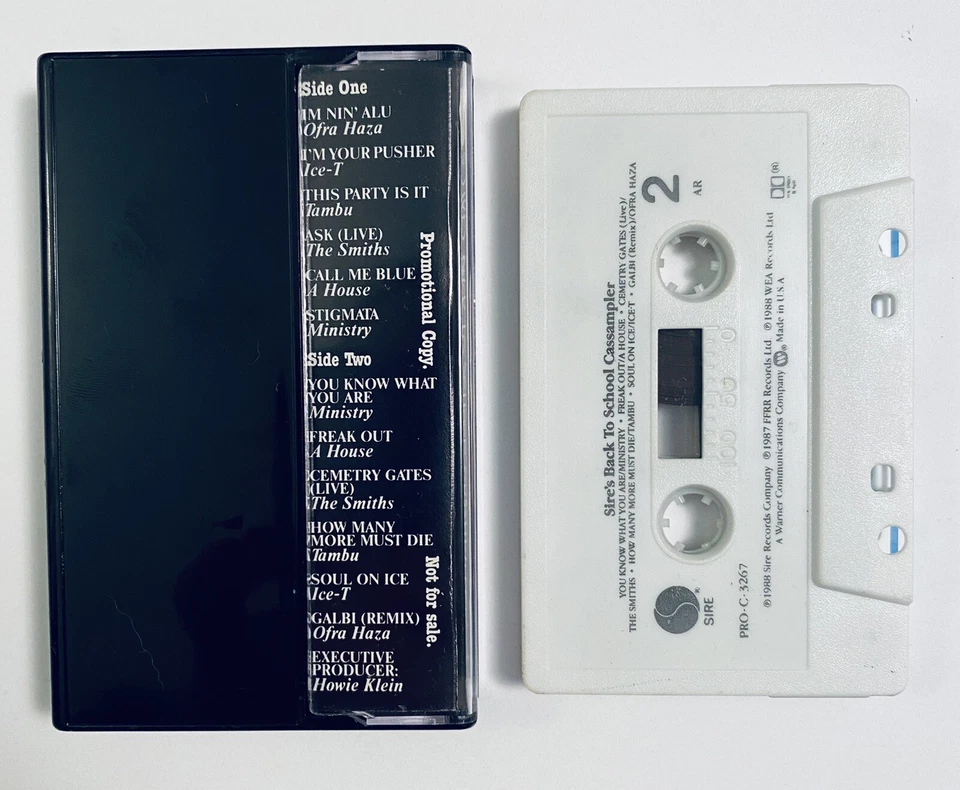 Side One
IM NIN' ALU
Ofra Haza
I'M YOUR PUSHER
Ice-T
THIS PARTY IS IT
Tambu
ASK (LIVE)
The Smiths
CALL ME BLUE
A House
STIGMATA
Ministry
Side Two
YOU KNOW WHAT
YOU ARE
Ministry
FREAK OUT
A House
CEMETRY GATES
(LIVE)
The Smiths
HOW MANY
MORE MUST DIE
Tambu
SOUL ON ICE
Ice-T
GALBI (REMIX)
Ofra Haza
EXECUTIVE
PRODUCER:
Howie Klein
Promotional Copy.
Not for sale.
Sire's Back To School Cassampler
YOU KNOW WHAT YOU ARE/MINISTRY • FREAK OUT/A HOUSE • CEMETRY GATES (Live)/
THE SMITHS • HOW MANY MORE MUST DIE/TAMBU • SOUL ON ICE/ICE-T • GALBI (Remix)/OFRA HAZA
2
AR
SIRE
®
PRO-C-3267
100 50 0
℗1988 Sire Records Company ℗1987 FFRR Records Ltd ℗1988 WEA Records Ltd
A Warner Communications Company ® Made in U.S.A
(R)